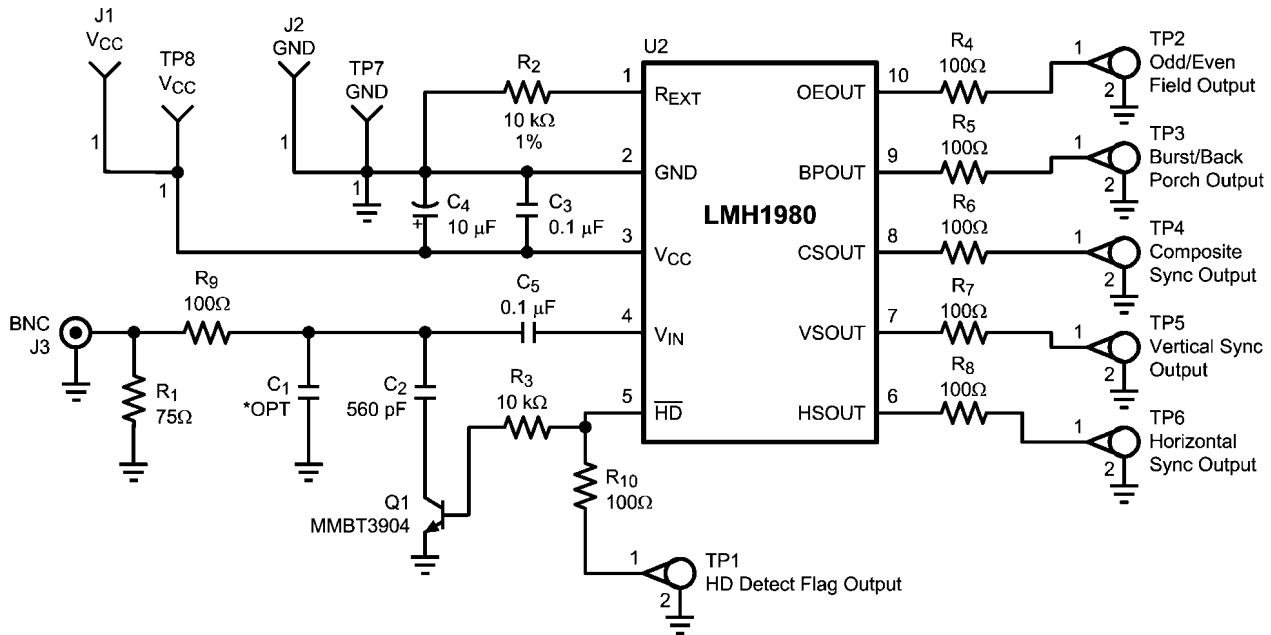 J1
VCC
TP8
VCC
1
1
J2
GND
TP7
GND
1
1
R2
10 kΩ
1%
C4
10 μF
+
C3
0.1 μF
U2
LMH1980
1
REXT
2
GND
3
VCC
4
VIN
5
HD
10
OEOUT
9
BPOUT
8
CSOUT
7
VSOUT
6
HSOUT
R4
100Ω
R5
100Ω
R6
100Ω
R7
100Ω
R8
100Ω
1
2
TP2
Odd/Even
Field Output
1
2
TP3
Burst/Back
Porch Output
1
2
TP4
Composite
Sync Output
1
2
TP5
Vertical Sync
Output
1
2
TP6
Horizontal
Sync Output
BNC
J3
R9
100Ω
R1
75Ω
C1
*OPT
C2
560 pF
C5
0.1 μF
R3
10 kΩ
Q1
MMBT3904
R10
100Ω
1
2
TP1
HD Detect Flag Output